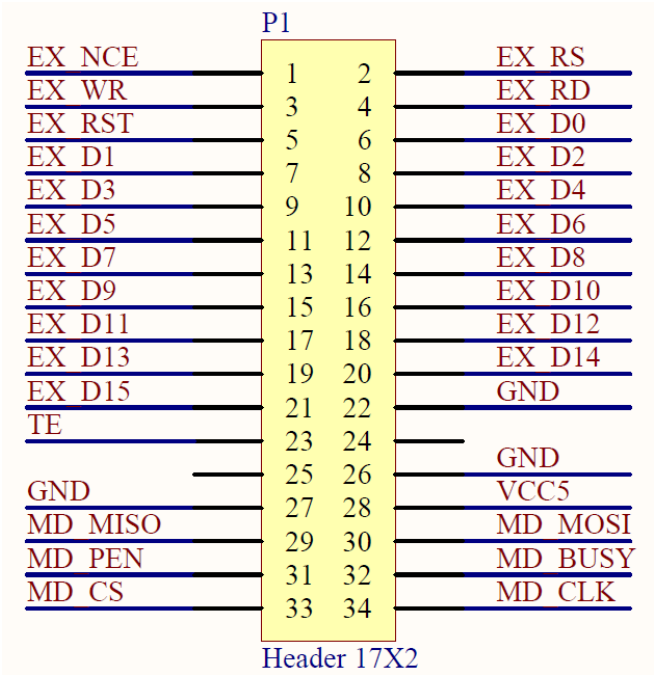 P1
EX_NCE 1 2 EX_RS
EX_WR 3 4 EX_RD
EX_RST 5 6 EX_D0
EX_D1 7 8 EX_D2
EX_D3 9 10 EX_D4
EX_D5 11 12 EX_D6
EX_D7 13 14 EX_D8
EX_D9 15 16 EX_D10
EX_D11 17 18 EX_D12
EX_D13 19 20 EX_D14
EX_D15 21 22 GND
TE 23 24
25 26 GND
GND 27 28 VCC5
MD_MISO 29 30 MD_MOSI
MD_PEN 31 32 MD_BUSY
MD_CS 33 34 MD_CLK
Header 17X2